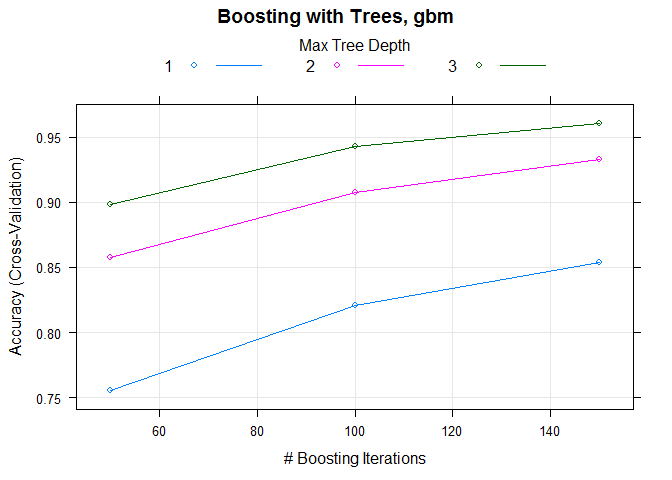 Boosting with Trees, gbm
Max Tree Depth
1 2 3
Accuracy (Cross-Validation)
0.95
0.90
0.85
0.80
0.75
60 80 100 120 140
# Boosting Iterations